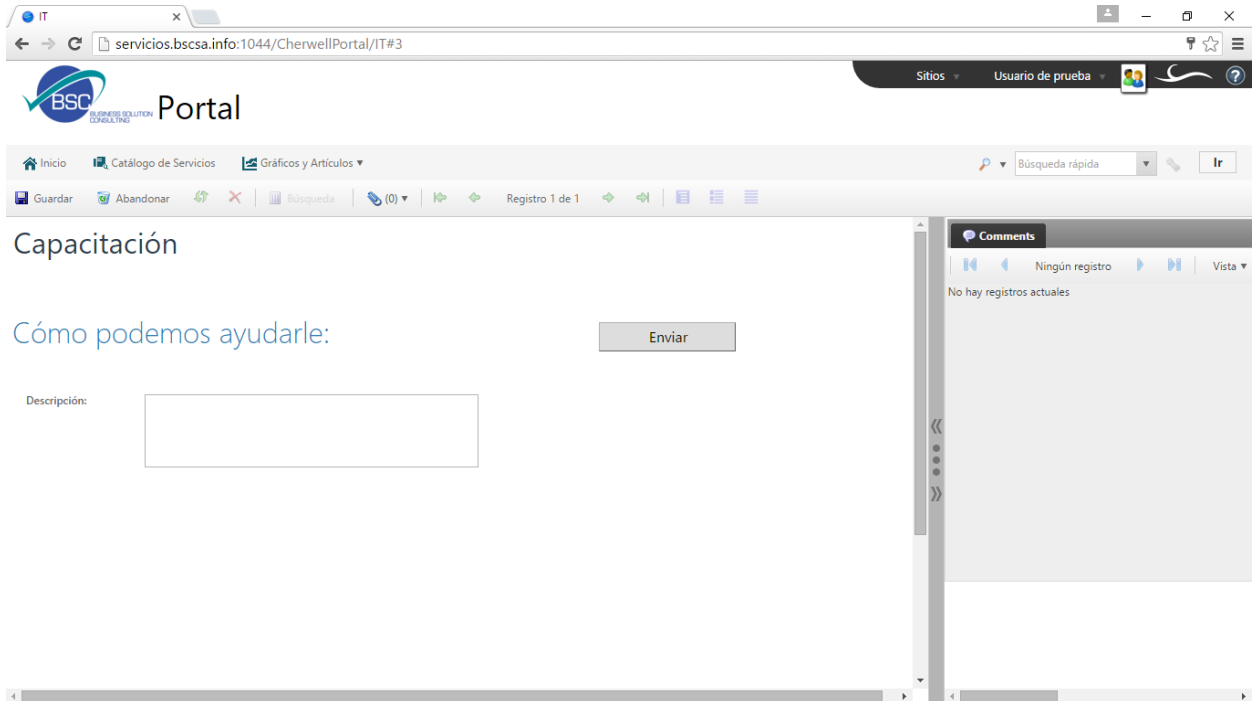 IT
servicios.bscsa.info:1044/CherwellPortal/IT#3
Sitios
Usuario de prueba
?
BSC
BUSINESS SOLUTION
CONSULTING
Portal
Inicio
Catálogo de Servicios
Gráficos y Artículos
Búsqueda rápida
Ir
Guardar
Abandonar
Búsqueda
(0)
Registro 1 de 1
Capacitación
Comments
Ningún registro
Vista
No hay registros actuales
Cómo podemos ayudarle:
Enviar
Descripción: